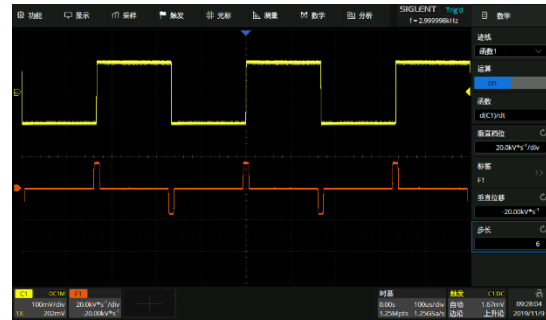 功能 显示 采样 触发 光标 测量 数学 分析
SIGLENT Trig'd
f = 2.999998kHz
数学
迹线
函数1
运算
on
函数
d(C1)/dt
垂直档位
20.0kV*s⁻¹/div
标签
F1
垂直位移
-20.00kV*s⁻¹
步长
6
C1 DC1M
100mV/div
1X 202mV
F1
20.0kV*s⁻¹/div
-20.00kV*s⁻¹
时基
0.00s 100us/div
1.25Mpts 1.25GSa/s
触发 C1 DC
自动 1.67mV
边沿 上升沿
09:28:04
2019/11/9